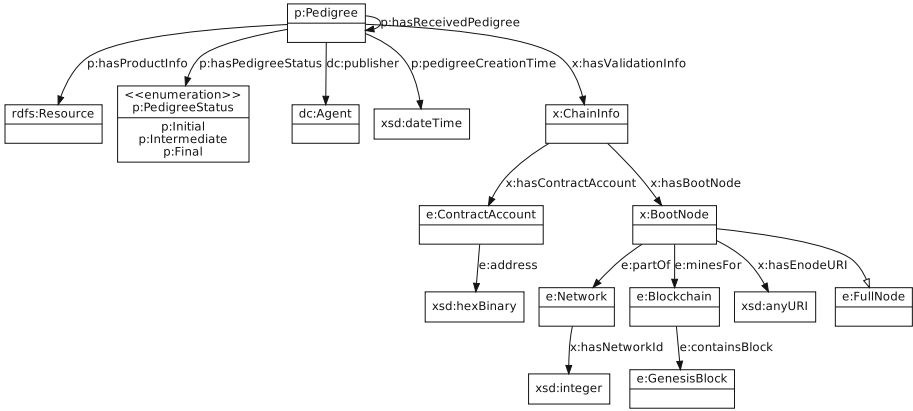 p:Pedigree
p:hasReceivedPedigree
p:hasProductInfo
p:hasPedigreeStatus
dc:publisher
p:pedigreeCreationTime
x:hasValidationInfo
rdfs:Resource
<<enumeration>>
p:PedigreeStatus
p:Initial
p:Intermediate
p:Final
dc:Agent
xsd:dateTime
x:ChainInfo
x:hasContractAccount
x:hasBootNode
e:ContractAccount
x:BootNode
e:address
e:partOf
e:minesFor
x:hasEnodeURI
xsd:hexBinary
e:Network
e:Blockchain
xsd:anyURI
e:FullNode
x:hasNetworkId
e:containsBlock
xsd:integer
e:GenesisBlock